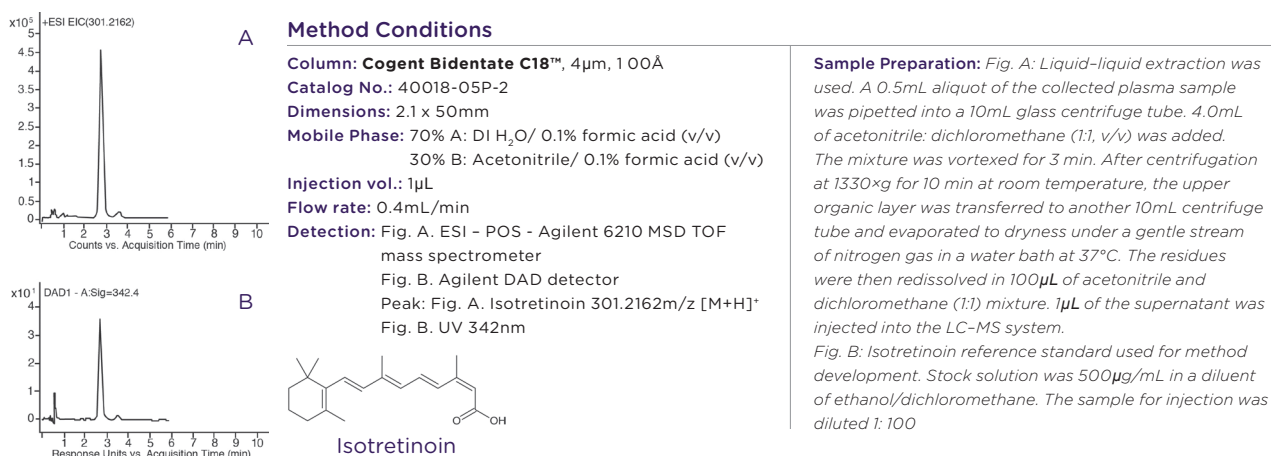 x10⁵ +ESI EIC(301.2162)
A
5
4.5
4
3.5
3
2.5
2
1.5
1
0.5
0
1 2 3 4 5 6 7 8 9 10
Counts vs. Acquisition Time (min)
x10¹ DAD1 - A:Sig=342.4
B
4
3
2
1
0
1 2 3 4 5 6 7 8 9 10
Response Units vs. Acquisition Time (min)
Method Conditions
Column: Cogent Bidentate C18™, 4µm, 100Å
Catalog No.: 40018-05P-2
Dimensions: 2.1 x 50mm
Mobile Phase: 70% A: DI H₂O/ 0.1% formic acid (v/v)
30% B: Acetonitrile/ 0.1% formic acid (v/v)
Injection vol.: 1µL
Flow rate: 0.4mL/min
Detection: Fig. A. ESI – POS - Agilent 6210 MSD TOF
mass spectrometer
Fig. B. Agilent DAD detector
Peak: Fig. A. Isotretinoin 301.2162m/z [M+H]⁺
Fig. B. UV 342nm
O OH
Isotretinoin
Sample Preparation: Fig. A: Liquid–liquid extraction was
used. A 0.5mL aliquot of the collected plasma sample
was pipetted into a 10mL glass centrifuge tube. 4.0mL
of acetonitrile: dichloromethane (1:1, v/v) was added.
The mixture was vortexed for 3 min. After centrifugation
at 1330×g for 10 min at room temperature, the upper
organic layer was transferred to another 10mL centrifuge
tube and evaporated to dryness under a gentle stream
of nitrogen gas in a water bath at 37°C. The residues
were then redissolved in 100µL of acetonitrile and
dichloromethane (1:1) mixture. 1µL of the supernatant was
injected into the LC–MS system.
Fig. B: Isotretinoin reference standard used for method
development. Stock solution was 500µg/mL in a diluent
of ethanol/dichloromethane. The sample for injection was
diluted 1: 100